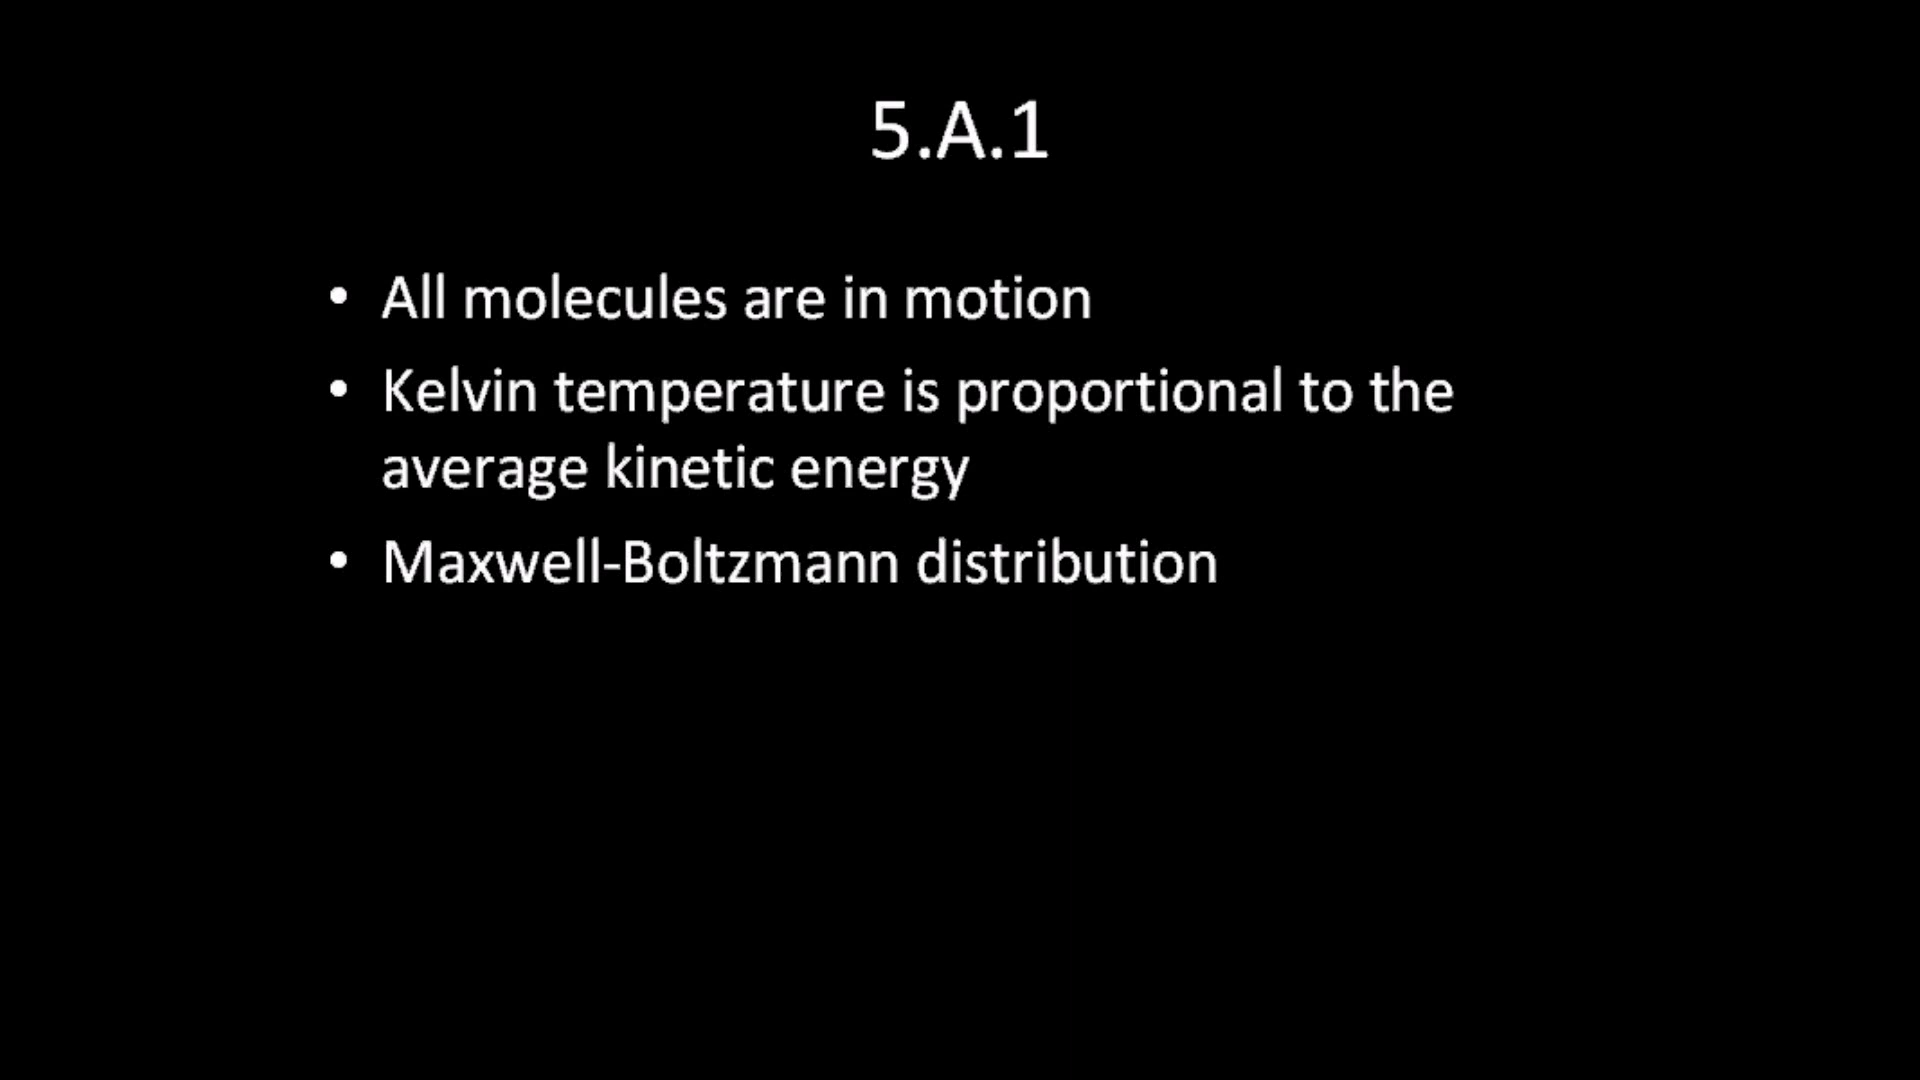 5.A.1
• All molecules are in motion
• Kelvin temperature is proportional to the
average kinetic energy
• Maxwell-Boltzmann distribution